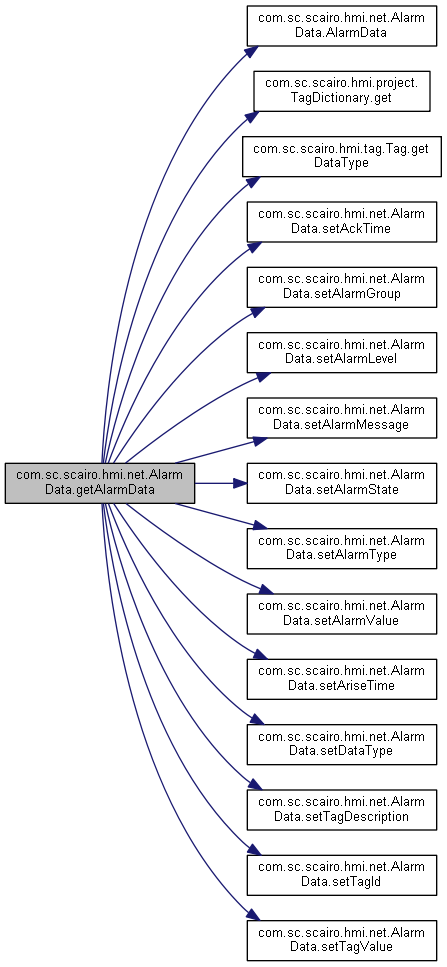 com.sc.scairo.hmi.net.Alarm
Data.AlarmData
com.sc.scairo.hmi.project.
TagDictionary.get
com.sc.scairo.hmi.tag.Tag.get
DataType
com.sc.scairo.hmi.net.Alarm
Data.setAckTime
com.sc.scairo.hmi.net.Alarm
Data.setAlarmGroup
com.sc.scairo.hmi.net.Alarm
Data.setAlarmLevel
com.sc.scairo.hmi.net.Alarm
Data.setAlarmMessage
com.sc.scairo.hmi.net.Alarm
Data.getAlarmData
com.sc.scairo.hmi.net.Alarm
Data.setAlarmState
com.sc.scairo.hmi.net.Alarm
Data.setAlarmType
com.sc.scairo.hmi.net.Alarm
Data.setAlarmValue
com.sc.scairo.hmi.net.Alarm
Data.setAriseTime
com.sc.scairo.hmi.net.Alarm
Data.setDataType
com.sc.scairo.hmi.net.Alarm
Data.setTagDescription
com.sc.scairo.hmi.net.Alarm
Data.setTagId
com.sc.scairo.hmi.net.Alarm
Data.setTagValue